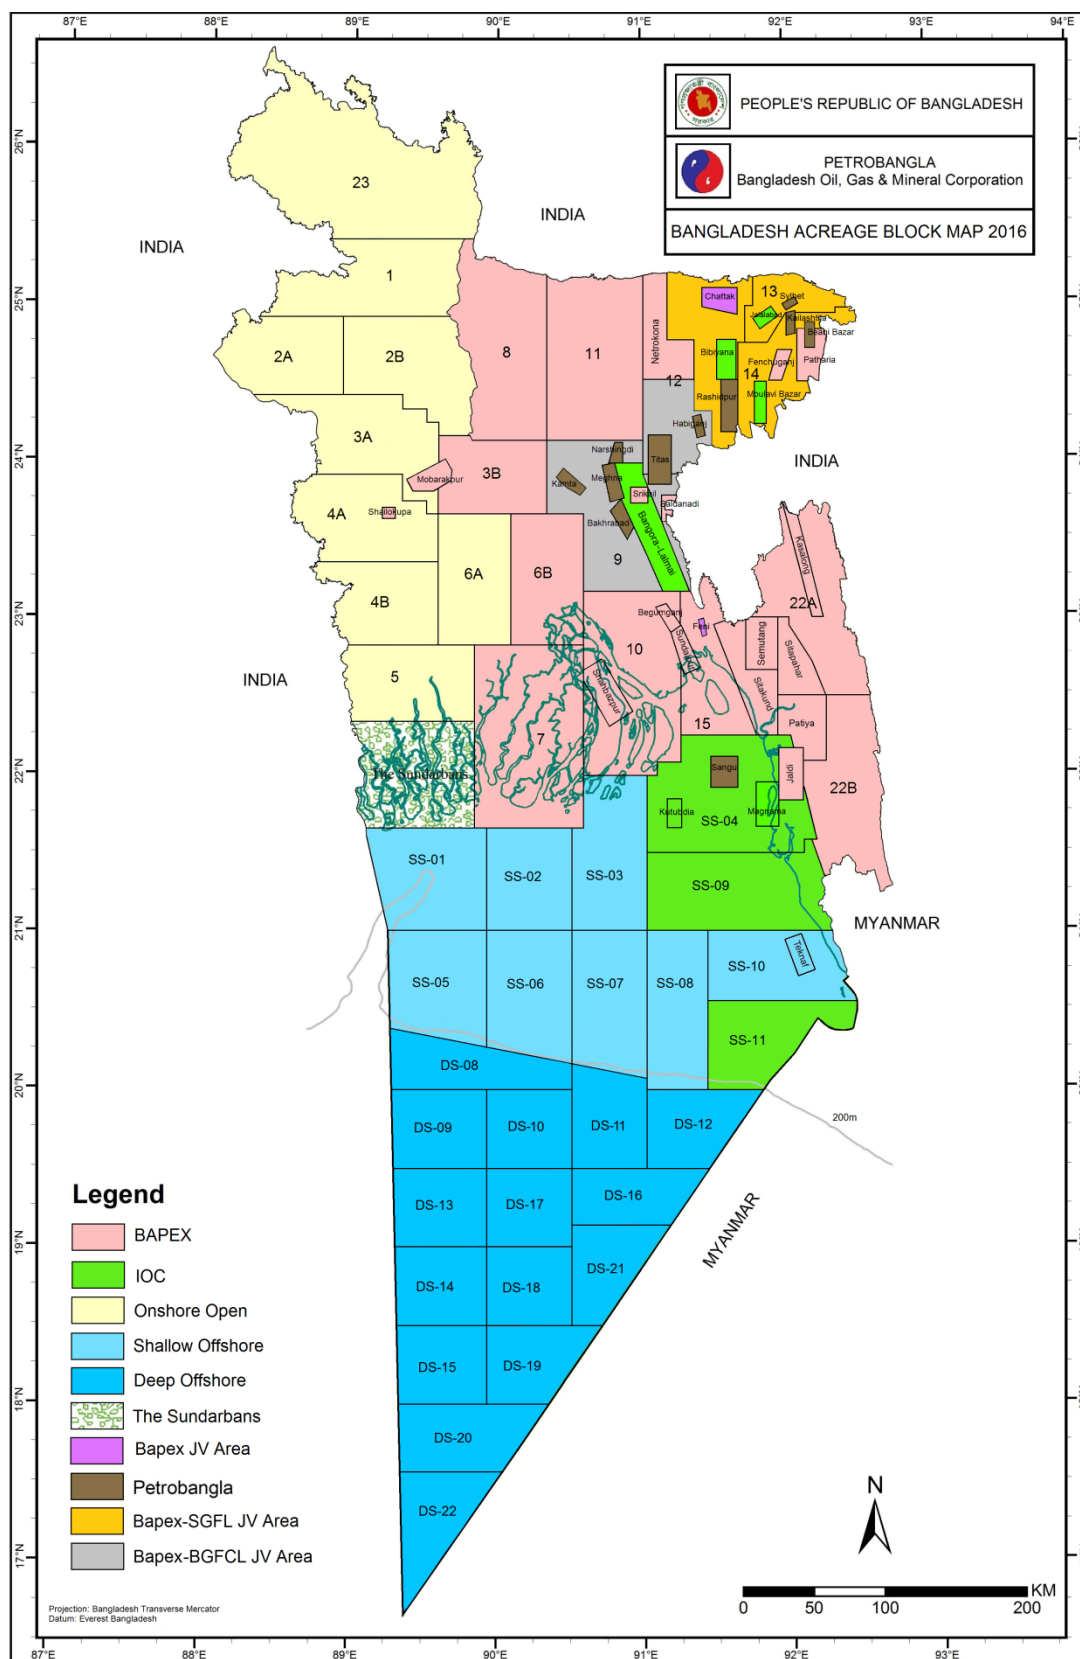 87°E 88°E 89°E 90°E 91°E 92°E 93°E 94°E
PEOPLE'S REPUBLIC OF BANGLADESH
PETROBANGLA
Bangladesh Oil, Gas & Mineral Corporation
BANGLADESH ACREAGE BLOCK MAP 2016
26°N
23
INDIA
INDIA
25°N
1
Chattak
13
Sylhet
Jalalabad
Kailashtila
Beani Bazar
2A
2B
8
11
Netrokona
12
Bibiyana
Fenchuganj
Patharia
14
Rashidpur
Moulavi Bazar
Habiganj
24°N
3A
3B
Mobarakpur
Narshingdi
Titas
INDIA
Kamta
Meghna
Srikail
Saldanadi
4A
Shailokupa
Bakhrabad
Bangora-Lalmai
Kasalong
9
6A
6B
23°N
4B
22A
Begumganj
Feni
Sundalpur
Semutang
Sitapahar
10
INDIA
5
Shahbazpur
Sitakund
15
Patiya
7
22°N
The Sundarbans
Sangu
Jaldi
22B
Kutubdia
Magnama
SS-04
SS-01
SS-02
SS-03
SS-09
21°N
MYANMAR
Teknaf
SS-05
SS-06
SS-07
SS-08
SS-10
SS-11
20°N
DS-08
200m
DS-09
DS-10
DS-11
DS-12
DS-13
DS-17
DS-16
MYANMAR
19°N
DS-14
DS-18
DS-21
DS-15
DS-19
18°N
DS-20
DS-22
17°N
Legend
BAPEX
IOC
Onshore Open
Shallow Offshore
Deep Offshore
The Sundarbans
Bapex JV Area
Petrobangla
Bapex-SGFL JV Area
Bapex-BGFCL JV Area
N
KM
0 50 100 200
Projection: Bangladesh Transverse Mercator
Datum: Everest Bangladesh
87°E 88°E 89°E 90°E 91°E 92°E 93°E